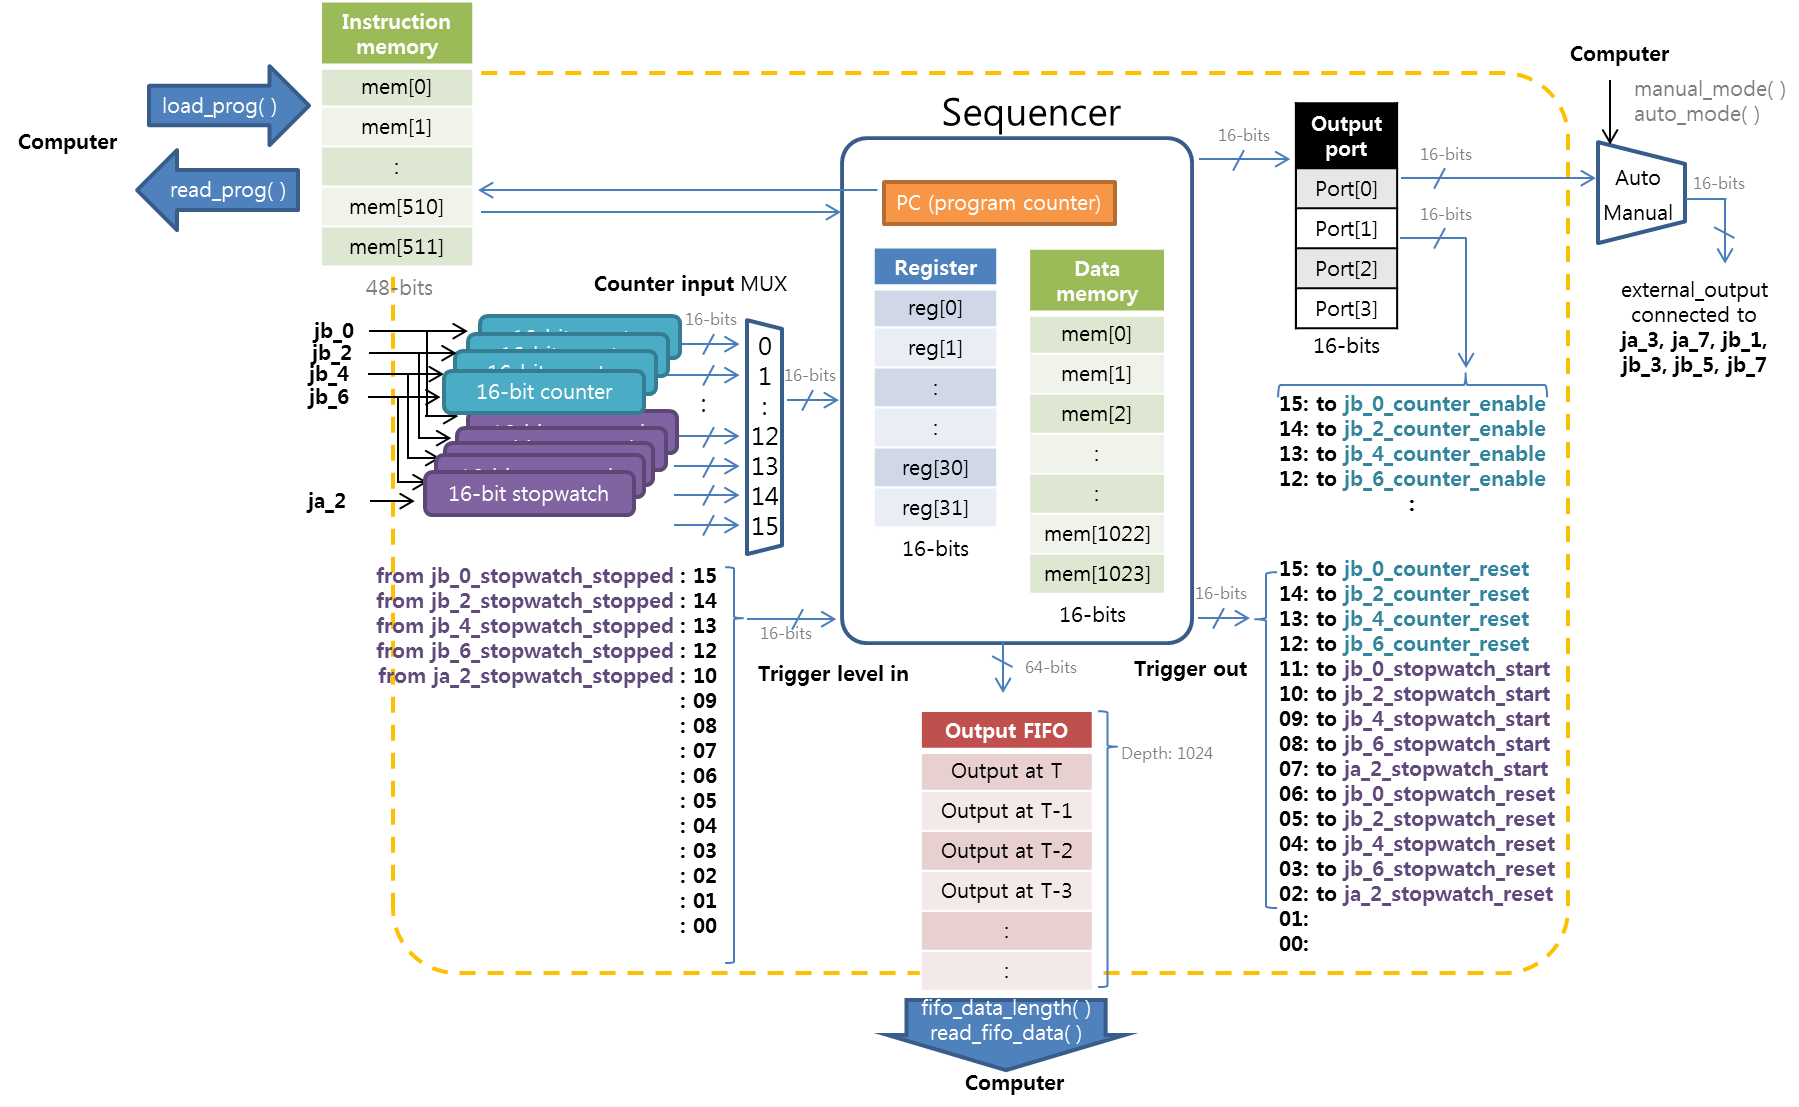 Instruction
memory
mem[0]
mem[1]
:
mem[510]
mem[511]
48-bits
Computer
load_prog( )
read_prog( )
Sequencer
PC (program counter)
Register
reg[0]
reg[1]
:
:
reg[30]
reg[31]
16-bits
Data
memory
mem[0]
mem[1]
mem[2]
:
:
mem[1022]
mem[1023]
16-bits
16-bits
Output
port
Port[0]
Port[1]
Port[2]
Port[3]
16-bits
16-bits
16-bits
Computer
manual_mode( )
auto_mode( )
Auto
Manual
16-bits
external_output
connected to
ja_3, ja_7, jb_1,
jb_3, jb_5, jb_7
Counter input MUX
jb_0
jb_2
jb_4
jb_6
ja_2
16-bit counter
16-bit stopwatch
16-bits
:
0
1
:
12
13
14
15
16-bits
from jb_0_stopwatch_stopped : 15
from jb_2_stopwatch_stopped : 14
from jb_4_stopwatch_stopped : 13
from jb_6_stopwatch_stopped : 12
from ja_2_stopwatch_stopped : 10
: 09
: 08
: 07
: 06
: 05
: 04
: 03
: 02
: 01
: 00
16-bits
Trigger level in
64-bits
Trigger out
16-bits
15: to jb_0_counter_enable
14: to jb_2_counter_enable
13: to jb_4_counter_enable
12: to jb_6_counter_enable
:
15: to jb_0_counter_reset
14: to jb_2_counter_reset
13: to jb_4_counter_reset
12: to jb_6_counter_reset
11: to jb_0_stopwatch_start
10: to jb_2_stopwatch_start
09: to jb_4_stopwatch_start
08: to jb_6_stopwatch_start
07: to ja_2_stopwatch_start
06: to jb_0_stopwatch_reset
05: to jb_2_stopwatch_reset
04: to jb_4_stopwatch_reset
03: to jb_6_stopwatch_reset
02: to ja_2_stopwatch_reset
01:
00:
Output FIFO
Output at T
Output at T-1
Output at T-2
Output at T-3
:
:
Depth: 1024
fifo_data_length( )
read_fifo_data( )
Computer